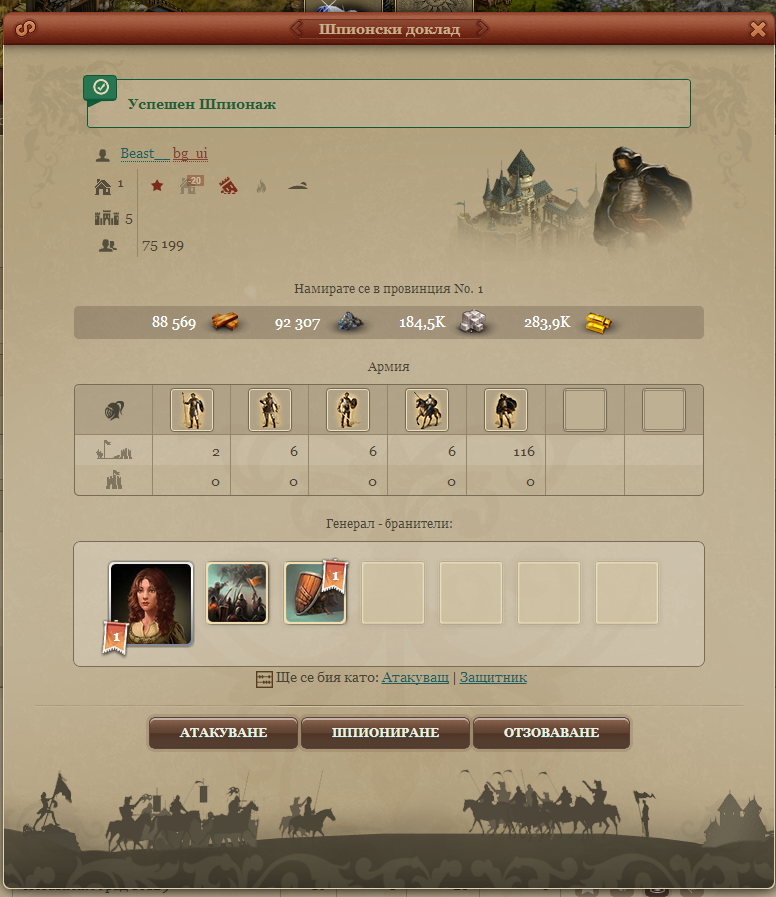 Шпионски доклад
Успешен Шпионаж
Beast__bg_ui
1 -20
5
75 199
Намирате се в провинция No. 1
88 569 92 307 184,5K 283,9K
Армия
2 6 6 6 116
0 0 0 0 0
Генерал - бранители:
1 1
Ще се бия като: Атакуващ | Защитник
АТАКУВАНЕ ШПИОНИРАНЕ ОТЗОВАВАНЕ